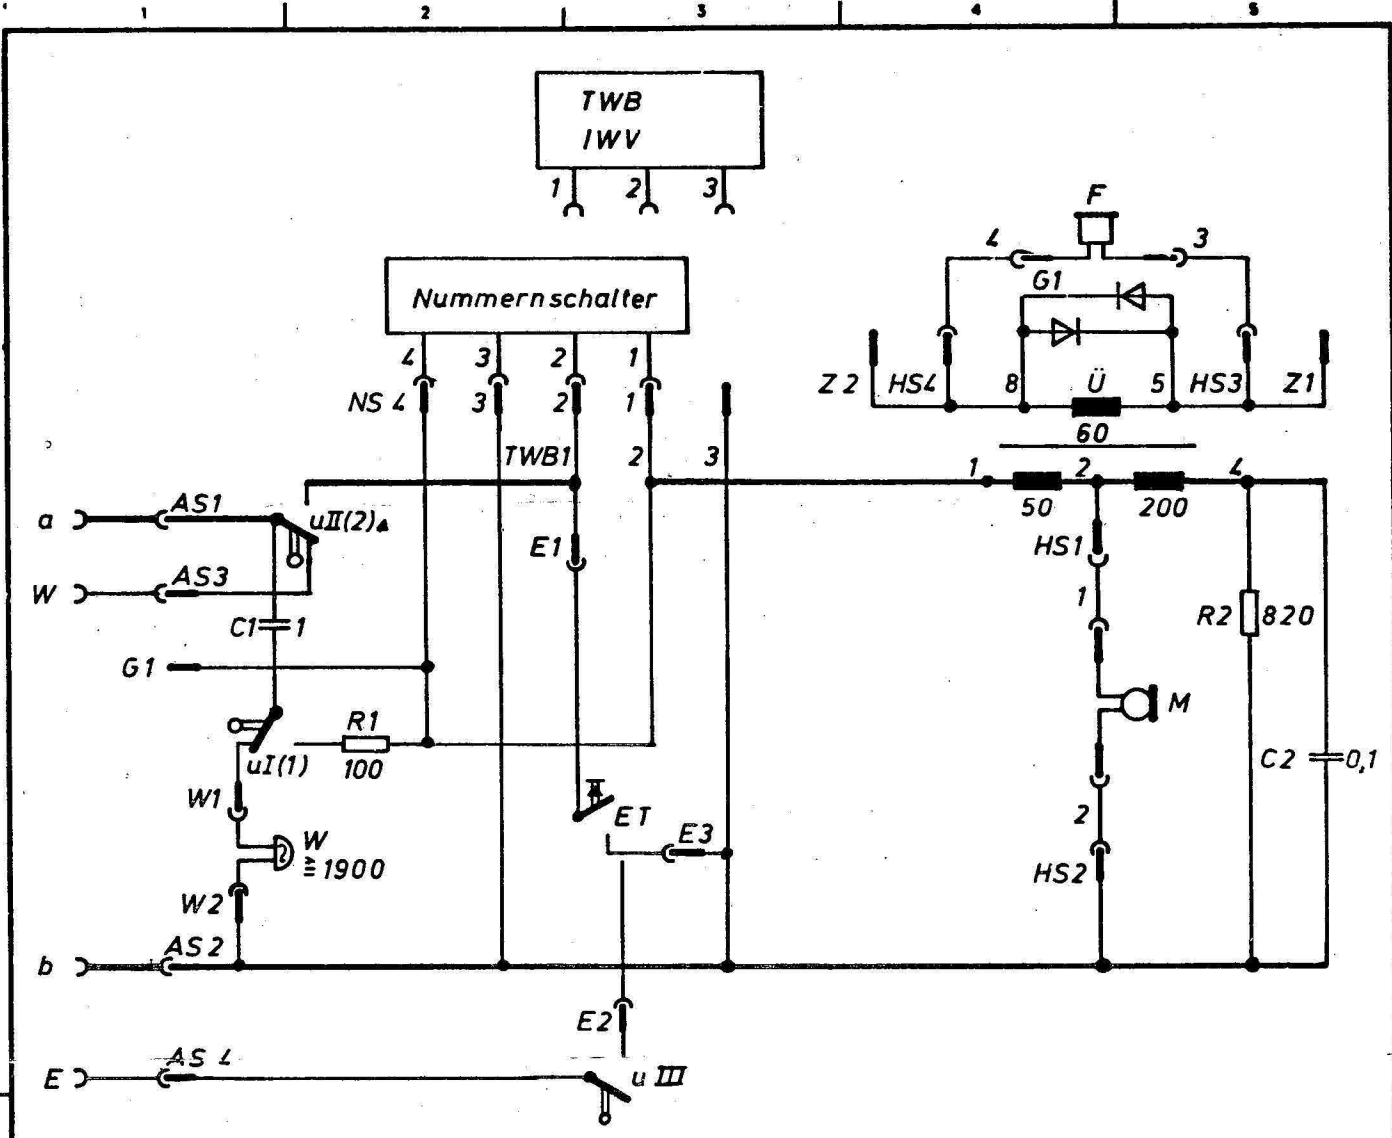 1 2 3 4 5
TWB
IWV
1 2 3
F
4 3
G1
Nummernschalter
4 3 2 1
NS 4 3 2 1
Z2 HS4 8 Ü 5 HS3 Z1
60
TWB1 2 3
1 2 4
50 200
a AS1 uII(2)
E1 HS1
W AS3
1
C1 1
R2 820
G1
M
R1
100
uI(1)
C2 0,1
W1
ET
2
E3
W
≧1900
HS2
W2
b AS2
E2
E AS 4 u III